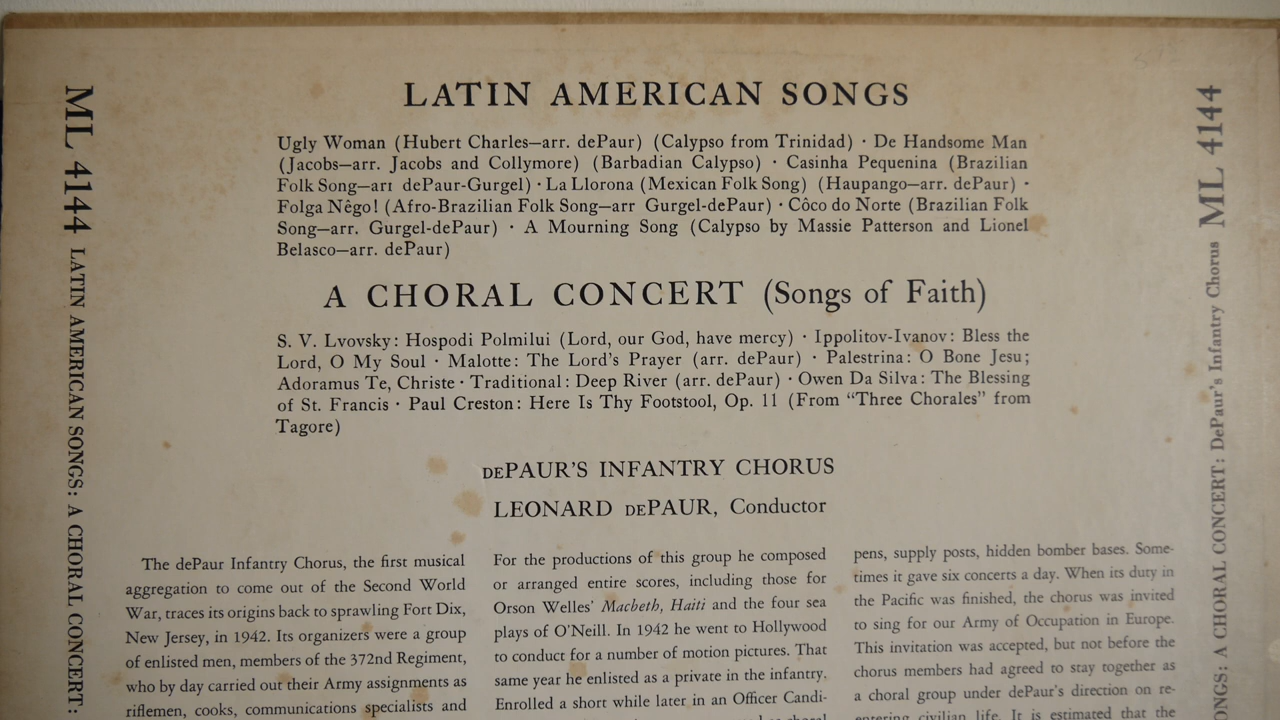 LATIN AMERICAN SONGS
Ugly Woman (Hubert Charles—arr. dePaur) (Calypso from Trinidad) · De Handsome Man
(Jacobs—arr. Jacobs and Collymore) (Barbadian Calypso) · Casinha Pequenina (Brazilian
Folk Song—arr dePaur-Gurgel) · La Llorona (Mexican Folk Song) (Haupango—arr. dePaur) ·
Folga Nêgo! (Afro-Brazilian Folk Song—arr Gurgel-dePaur) · Côco do Norte (Brazilian Folk
Song—arr. Gurgel-dePaur) · A Mourning Song (Calypso by Massie Patterson and Lionel
Belasco—arr. dePaur)
A CHORAL CONCERT (Songs of Faith)
S. V. Lvovsky: Hospodi Polmilui (Lord, our God, have mercy) · Ippolitov-Ivanov: Bless the
Lord, O My Soul · Malotte: The Lord's Prayer (arr. dePaur) · Palestrina: O Bone Jesu;
Adoramus Te, Christe · Traditional: Deep River (arr. dePaur) · Owen Da Silva: The Blessing
of St. Francis · Paul Creston: Here Is Thy Footstool, Op. 11 (From “Three Chorales” from
Tagore)
DEPAUR'S INFANTRY CHORUS
LEONARD DEPAUR, Conductor
The dePaur Infantry Chorus, the first musical
aggregation to come out of the Second World
War, traces its origins back to sprawling Fort Dix,
New Jersey, in 1942. Its organizers were a group
of enlisted men, members of the 372nd Regiment,
who by day carried out their Army assignments as
riflemen, cooks, communications specialists and
For the productions of this group he composed
or arranged entire scores, including those for
Orson Welles' Macbeth, Haiti and the four sea
plays of O'Neill. In 1942 he went to Hollywood
to conduct for a number of motion pictures. That
same year he enlisted as a private in the infantry.
Enrolled a short while later in an Officer Candi-
pens, supply posts, hidden bomber bases. Some-
times it gave six concerts a day. When its duty in
the Pacific was finished, the chorus was invited
to sing for our Army of Occupation in Europe.
This invitation was accepted, but not before the
chorus members had agreed to stay together as
a choral group under dePaur's direction on re-
entering civilian life. It is estimated that the
ML 4144 LATIN AMERICAN SONGS: A CHORAL CONCERT:
ONGS: A CHORAL CONCERT: DePaur's Infantry Chorus ML 4144